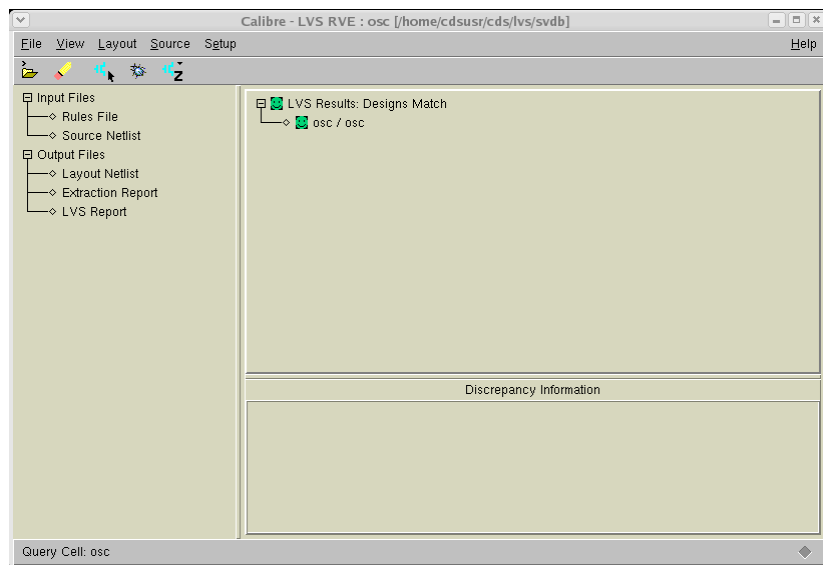 Calibre - LVS RVE : osc [/home/cdsusr/cds/lvs/svdb]
File View Layout Source Setup Help
Input Files
Rules File
Source Netlist
Output Files
Layout Netlist
Extraction Report
LVS Report
LVS Results: Designs Match
osc / osc
Discrepancy Information
Query Cell: osc